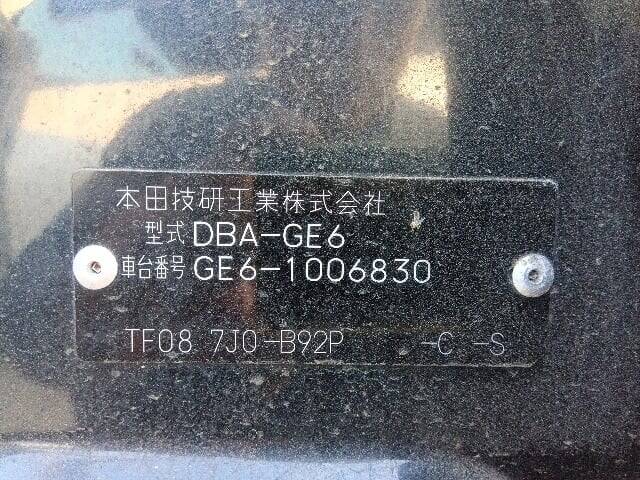 本田技研工業株式会社
型式 DBA-GE6
車台番号 GE6-1006830
TF08 7J0-B92P -C -S